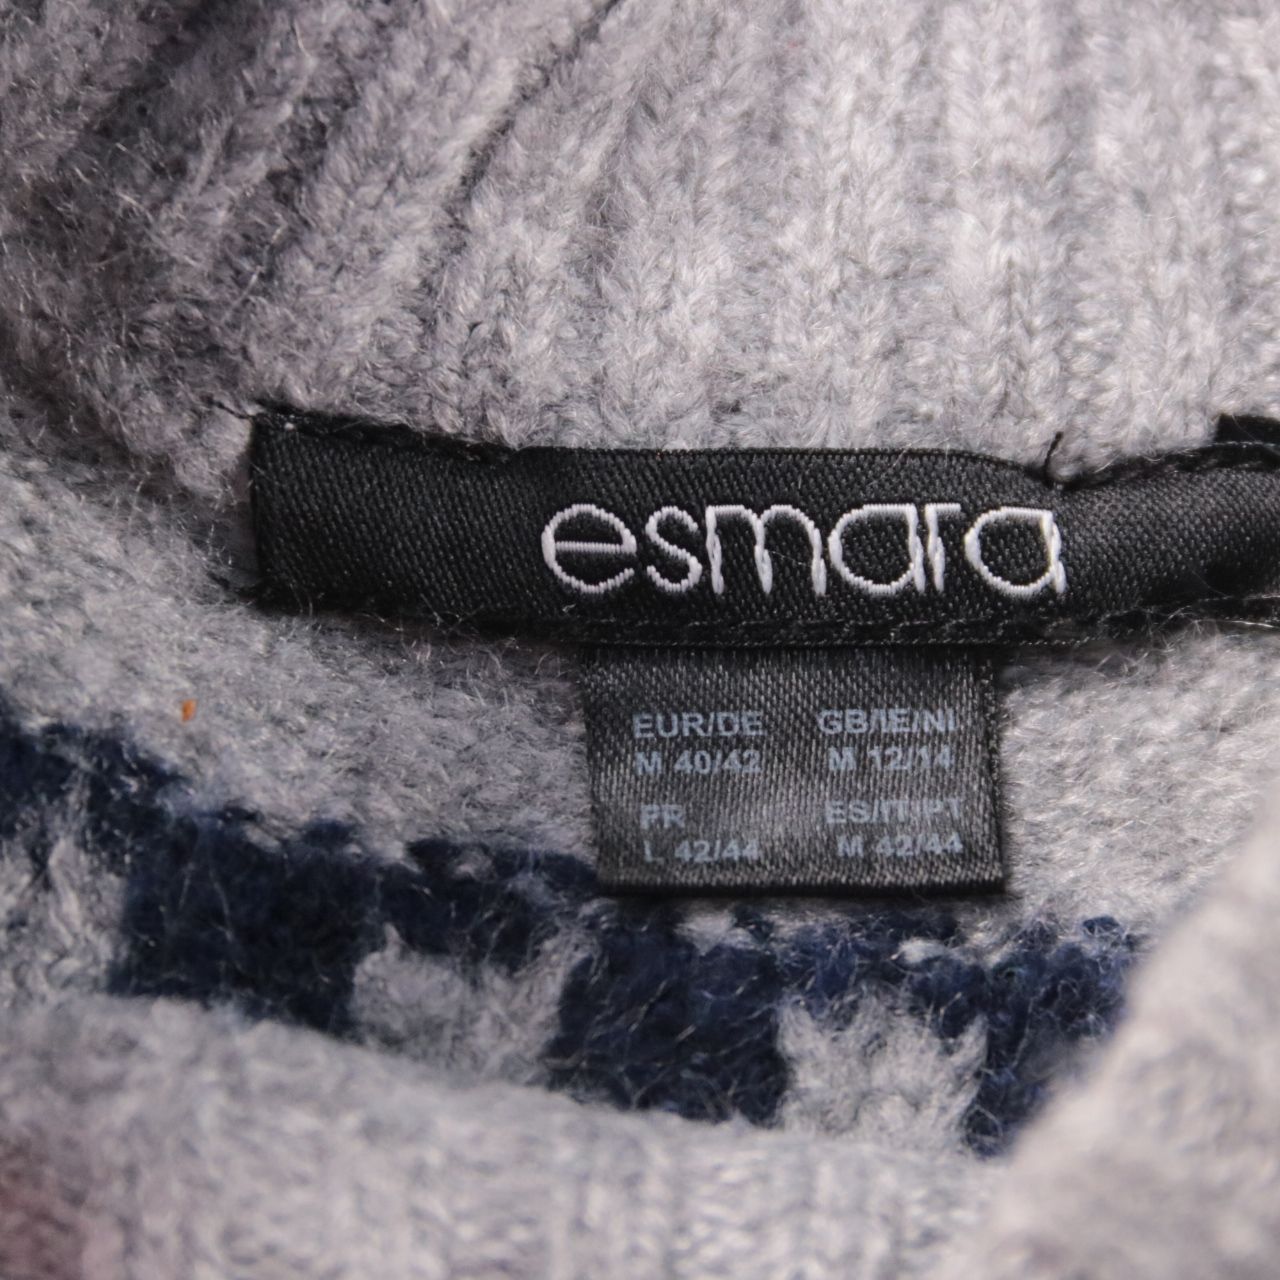 esmara
EUR/DE GB/IE/NI
M 40/42 M 12/14
FR ES/IT/PT
L 42/44 M 42/44